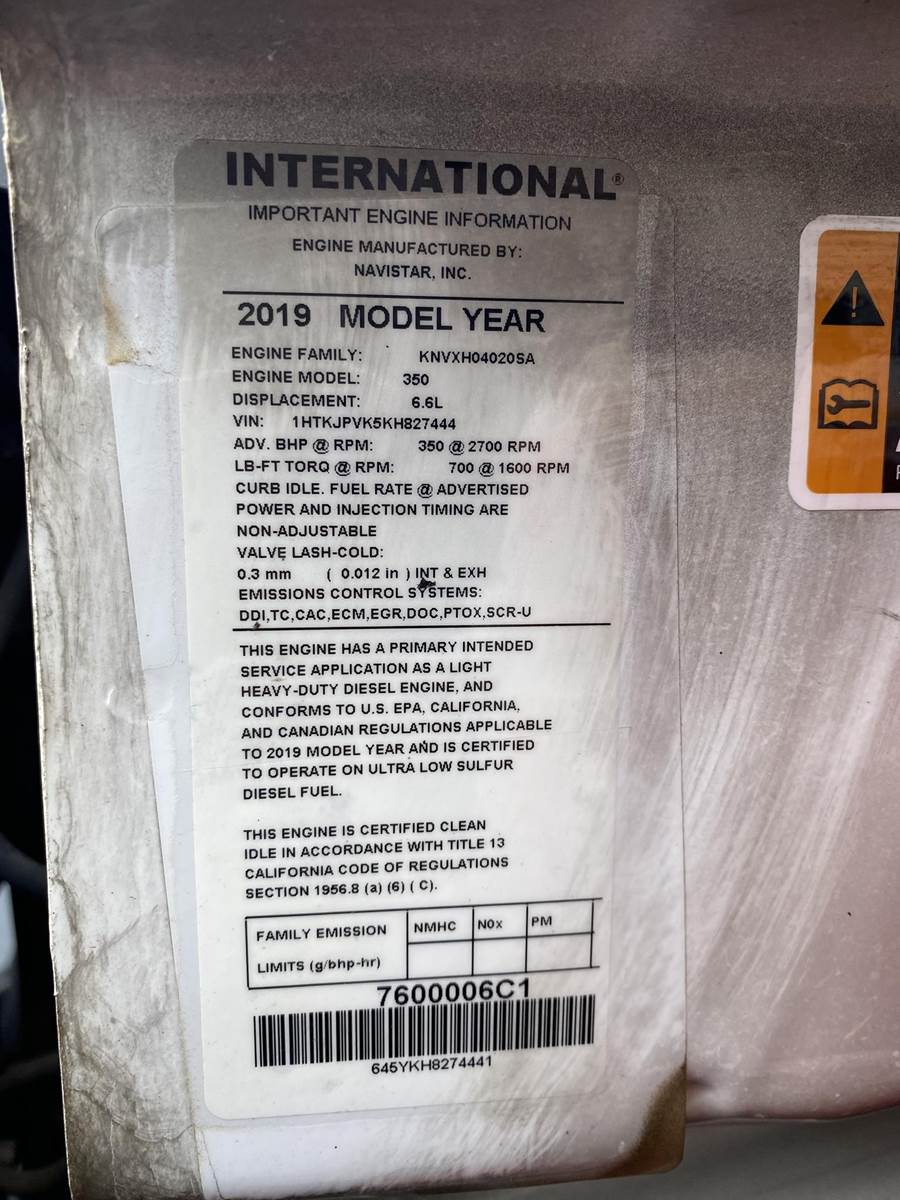 INTERNATIONAL®
IMPORTANT ENGINE INFORMATION
ENGINE MANUFACTURED BY:
NAVISTAR, INC.
2019 MODEL YEAR
ENGINE FAMILY: KNVXH04020SA
ENGINE MODEL: 350
DISPLACEMENT: 6.6L
VIN: 1HTKJPVK5KH827444
ADV. BHP @ RPM: 350 @ 2700 RPM
LB-FT TORQ @ RPM: 700 @ 1600 RPM
CURB IDLE. FUEL RATE @ ADVERTISED
POWER AND INJECTION TIMING ARE
NON-ADJUSTABLE
VALVE LASH-COLD:
0.3 mm ( 0.012 in ) INT & EXH
EMISSIONS CONTROL SYSTEMS:
DDI,TC,CAC,ECM,EGR,DOC,PTOX,SCR-U
THIS ENGINE HAS A PRIMARY INTENDED
SERVICE APPLICATION AS A LIGHT
HEAVY-DUTY DIESEL ENGINE, AND
CONFORMS TO U.S. EPA, CALIFORNIA,
AND CANADIAN REGULATIONS APPLICABLE
TO 2019 MODEL YEAR AND IS CERTIFIED
TO OPERATE ON ULTRA LOW SULFUR
DIESEL FUEL.
THIS ENGINE IS CERTIFIED CLEAN
IDLE IN ACCORDANCE WITH TITLE 13
CALIFORNIA CODE OF REGULATIONS
SECTION 1956.8 (a) (6) ( C).
FAMILY EMISSION NMHC N0x PM
LIMITS (g/bhp-hr)
7600006C1
645YKH8274441